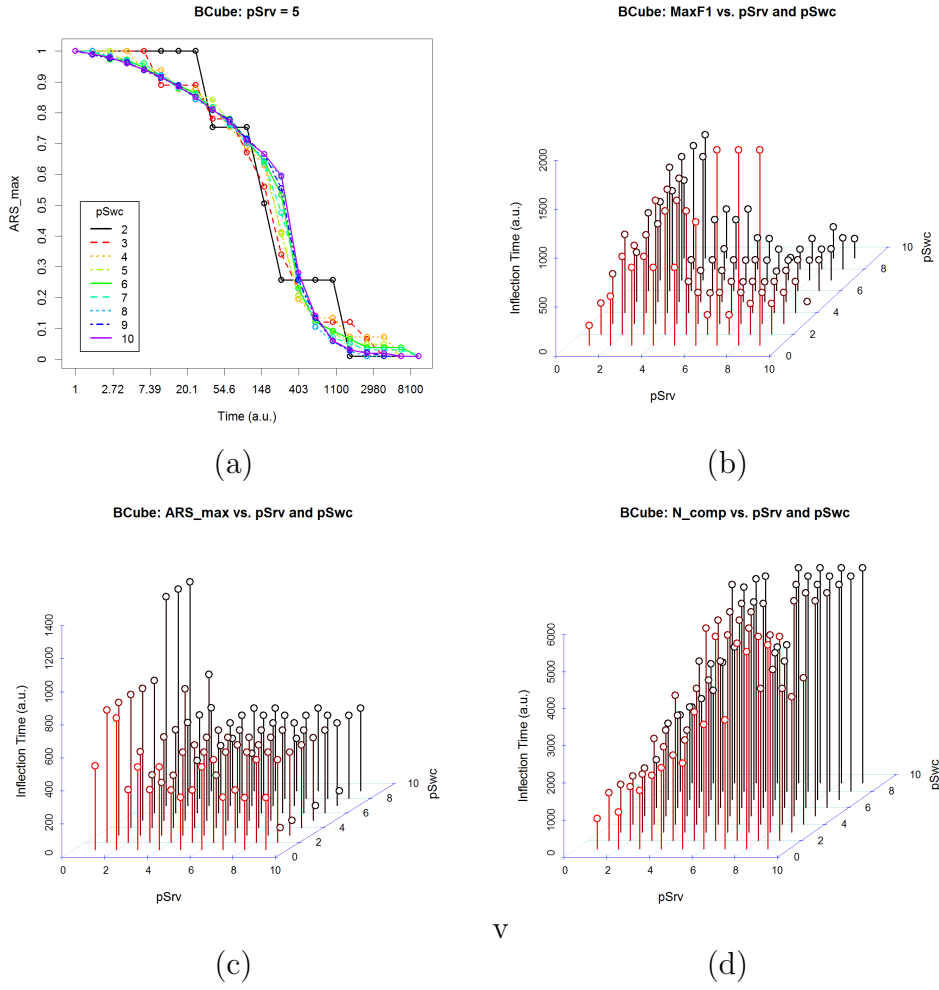 BCube: pSrv = 5
ARS_max
1
0.9
0.8
0.7
0.6
0.5
0.4
0.3
0.2
0.1
0
pSwc
2
3
4
5
6
7
8
9
10
1 2.72 7.39 20.1 54.6 148 403 1100 2980 8100
Time (a.u.)
(a)
BCube: MaxF1 vs. pSrv and pSwc
Inflection Time (a.u.)
2000
1500
1000
500
0
0 2 4 6 8 10
pSrv
0 2 4 6 8 10
pSwc
(b)
BCube: ARS_max vs. pSrv and pSwc
Inflection Time (a.u.)
1400
1200
1000
800
600
400
200
0
0 2 4 6 8 10
pSrv
0 2 4 6 8 10
pSwc
(c)
BCube: N_comp vs. pSrv and pSwc
Inflection Time (a.u.)
6000
5000
4000
3000
2000
1000
0
0 2 4 6 8 10
pSrv
0 2 4 6 8 10
pSwc
v
(d)